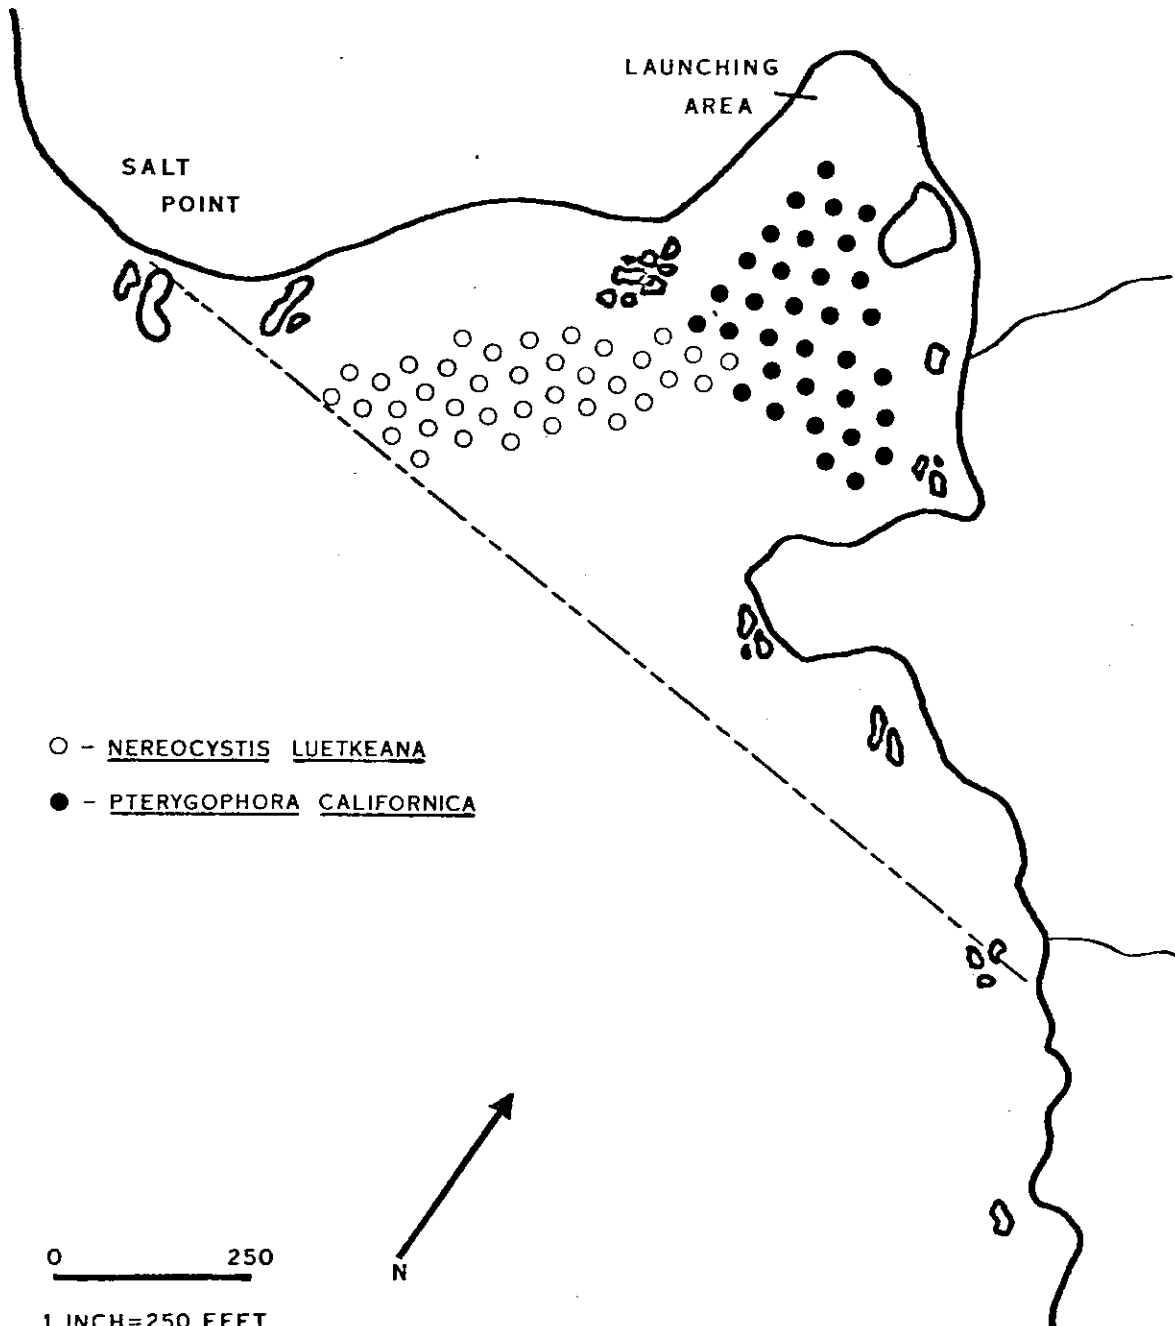 LAUNCHING
AREA
SALT
POINT
O - NEREOCYSTIS LUETKEANA
● - PTERYGOPHORA CALIFORNICA
0 250
N
1 INCH=250 FEET